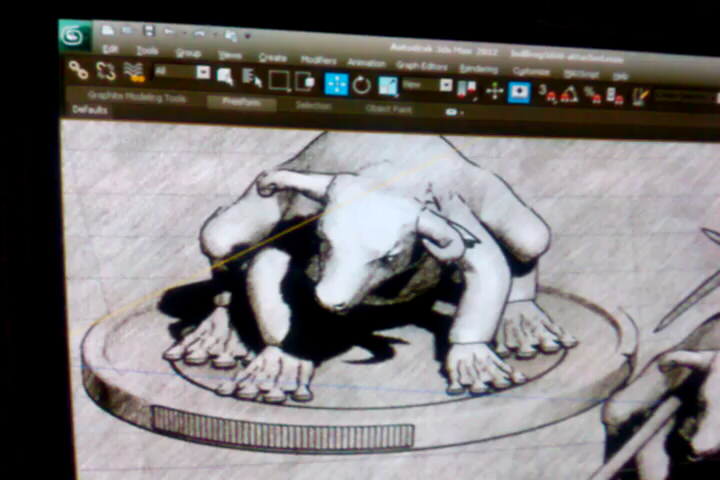 Autodesk 3ds Max 2012
Edit Tools Group Views Create Modifiers Animation Graph Editors Rendering Customize MAXScript Help
All
View
Graphite Modeling Tools Freeform Selection Object Paint
Defaults